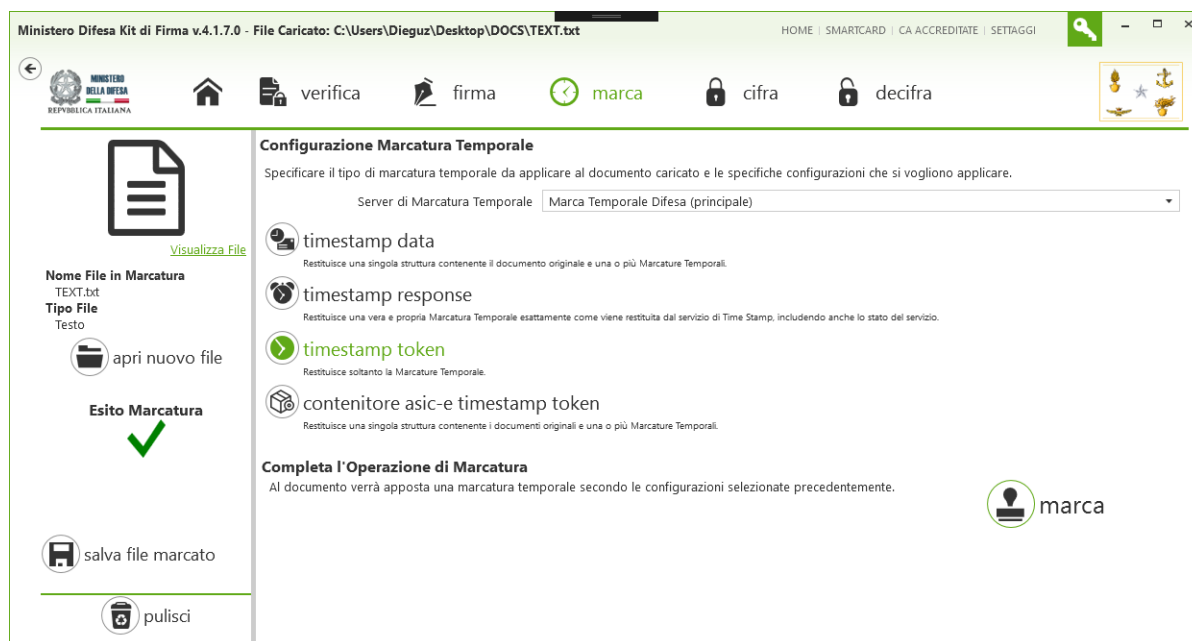 Ministero Difesa Kit di Firma v.4.1.7.0 - File Caricato: C:\Users\Dieguz\Desktop\DOCS\TEXT.txt
HOME | SMARTCARD | CA ACCREDITATE | SETTAGGI
MINISTERO
DELLA DIFESA
REPVBBLICA ITALIANA
verifica
firma
marca
cifra
decifra
Visualizza File
Nome File in Marcatura
TEXT.txt
Tipo File
Testo
apri nuovo file
Esito Marcatura
salva file marcato
pulisci
Configurazione Marcatura Temporale
Specificare il tipo di marcatura temporale da applicare al documento caricato e le specifiche configurazioni che si vogliono applicare.
Server di Marcatura Temporale Marca Temporale Difesa (principale)
timestamp data
Restituisce una singola struttura contenente il documento originale e una o più Marcature Temporali.
timestamp response
Restituisce una vera e propria Marcatura Temporale esattamente come viene restituita dal servizio di Time Stamp, includendo anche lo stato del servizio.
timestamp token
Restituisce soltanto la Marcature Temporale.
contenitore asic-e timestamp token
Restituisce una singola struttura contenente i documenti originali e una o più Marcature Temporali.
Completa l'Operazione di Marcatura
Al documento verrà apposta una marcatura temporale secondo le configurazioni selezionate precedentemente.
marca